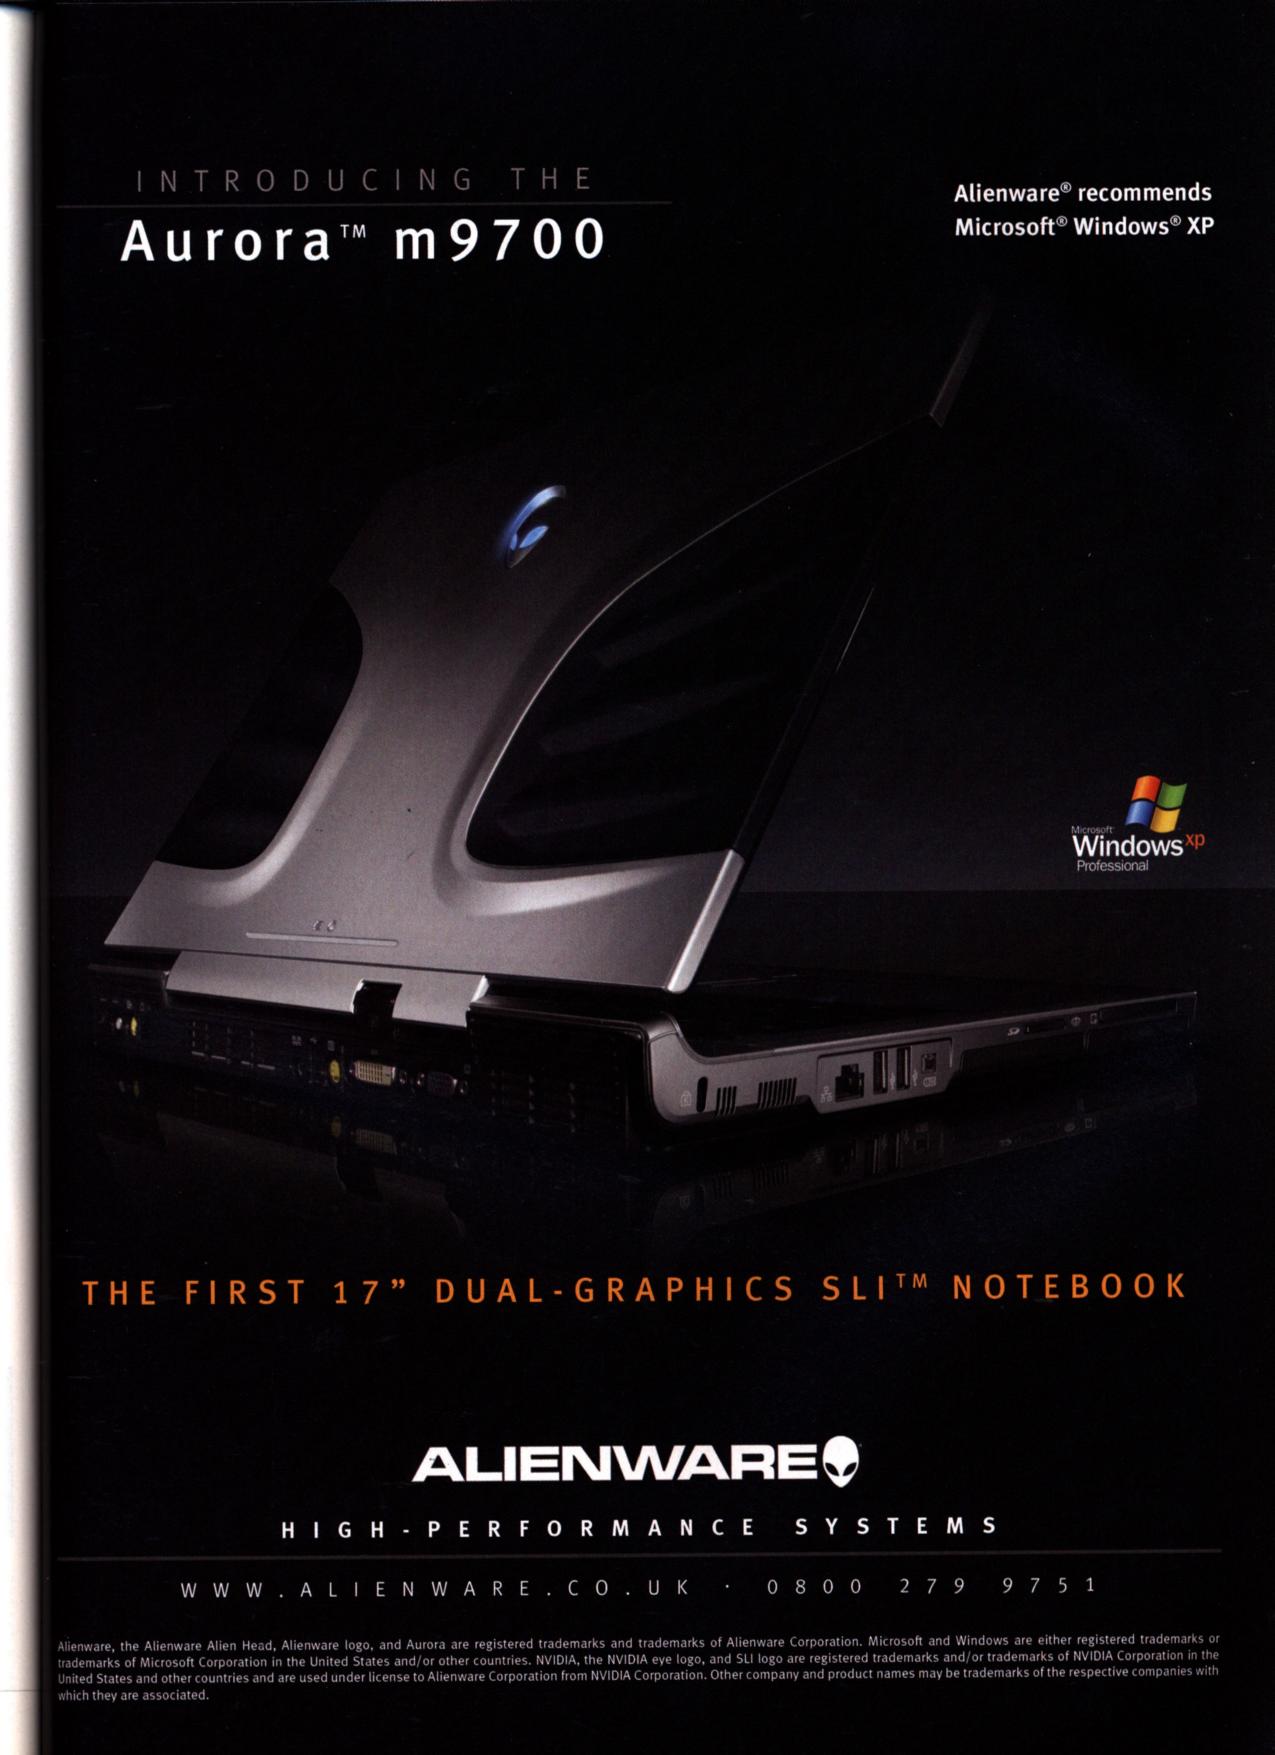 INTRODUCING THE
Aurora™ m9700
Alienware® recommends
Microsoft® Windows® XP
Microsoft
Windows xp
Professional
THE FIRST 17” DUAL-GRAPHICS SLI™ NOTEBOOK
ALIENWARE
HIGH-PERFORMANCE SYSTEMS
WWW.ALIENWARE.CO.UK · 0800 279 9751
Alienware, the Alienware Alien Head, Alienware logo, and Aurora are registered trademarks and trademarks of Alienware Corporation. Microsoft and Windows are either registered trademarks or
trademarks of Microsoft Corporation in the United States and/or other countries. NVIDIA, the NVIDIA eye logo, and SLI logo are registered trademarks and/or trademarks of NVIDIA Corporation in the
United States and other countries and are used under license to Alienware Corporation from NVIDIA Corporation. Other company and product names may be trademarks of the respective companies with
which they are associated.